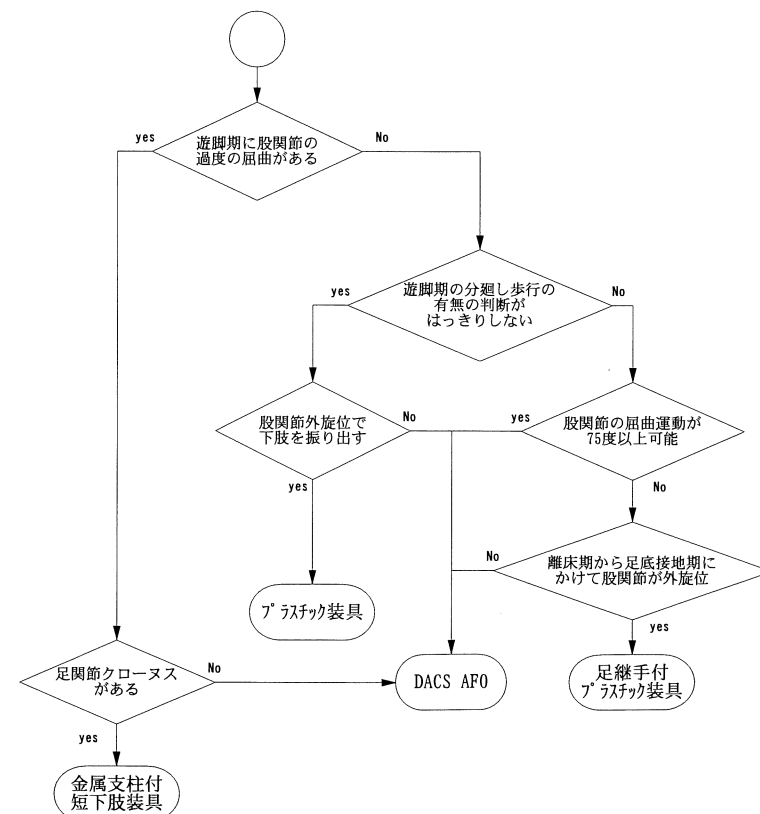 yes
遊脚期に股関節の
過度の屈曲がある
No
yes
遊脚期の分廻し歩行の
有無の判断が
はっきりしない
No
股関節外旋位で
下肢を振り出す
No
yes
股関節の屈曲運動が
75度以上可能
yes
No
No
離床期から足底接地期に
かけて股関節が外旋位
プラスチック装具
yes
足関節クローヌス
がある
No
DACS AFO
足継手付
プラスチック装具
yes
金属支柱付
短下肢装具